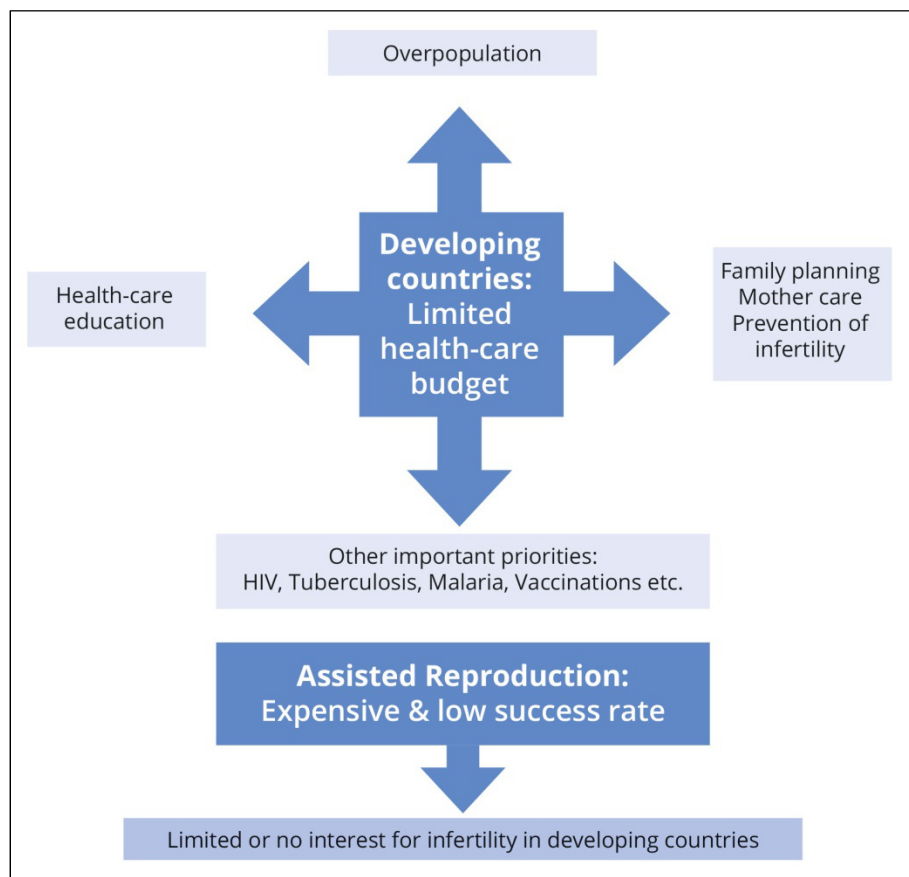 Overpopulation
Developing
countries:
Limited
health-care
budget
Health-care
education
Family planning
Mother care
Prevention of
infertility
Other important priorities:
HIV, Tuberculosis, Malaria, Vaccinations etc.
Assisted Reproduction:
Expensive & low success rate
Limited or no interest for infertility in developing countries